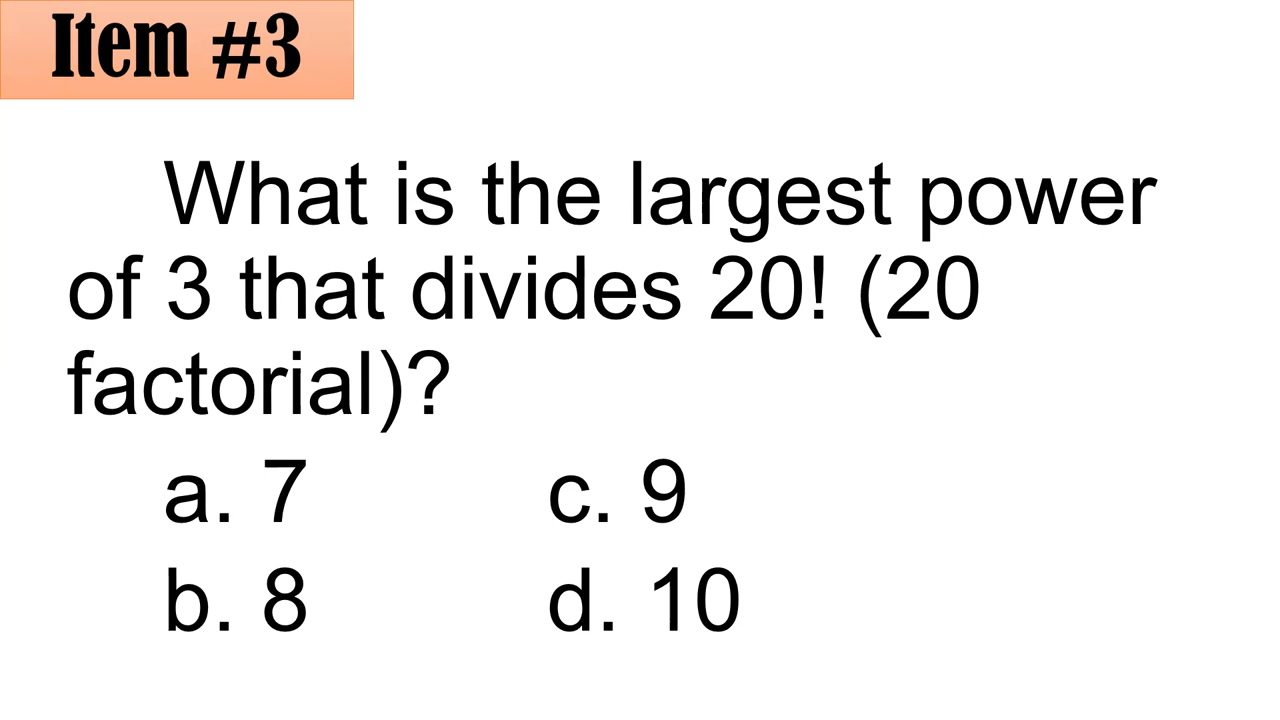 Item #3
What is the largest power
of 3 that divides 20! (20
factorial)?
a. 7 c. 9
b. 8 d. 10